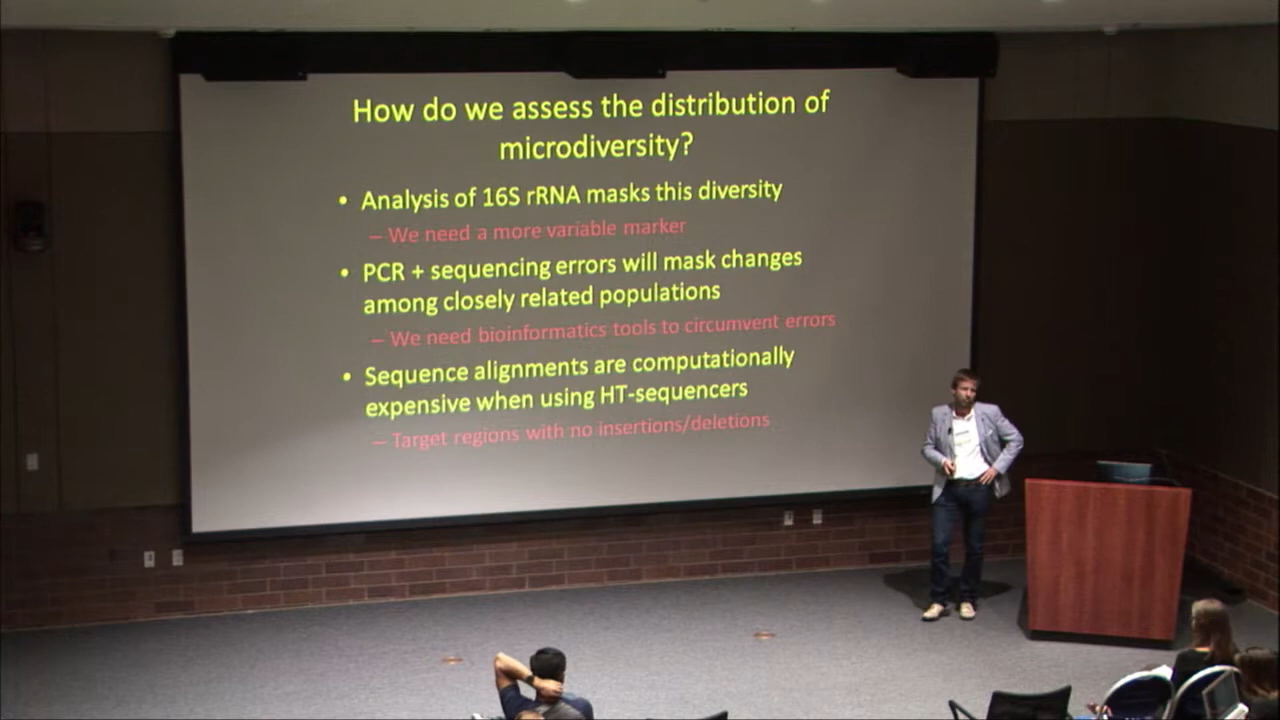 How do we assess the distribution of
microdiversity?
• Analysis of 16S rRNA masks this diversity
– We need a more variable marker
• PCR + sequencing errors will mask changes
among closely related populations
– We need bioinformatics tools to circumvent errors
• Sequence alignments are computationally
expensive when using HT-sequencers
– Target regions with no insertions/deletions